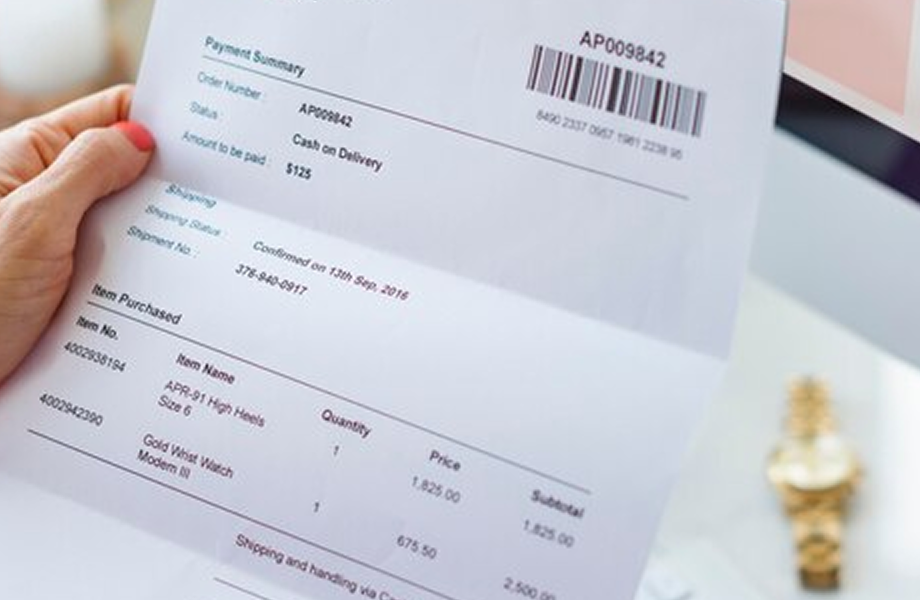 AP009842
8490 2337 0957 1981 2238 95
Payment Summary
Order Number : AP009842
Status : Cash on Delivery
Amount to be paid : $125
Shipping
Shipping Status : Confirmed on 13th Sep, 2016
Shipment No. : 376-940-0917
Item Purchased
Item No. Item Name Quantity Price Subtotal
4002938194 APR-91 High Heels 1 1,825.00 1,825.00
Size 6
4002942390 Gold Wrist Watch 1 675.50 2,500.00
Modern III
Shipping and handling via